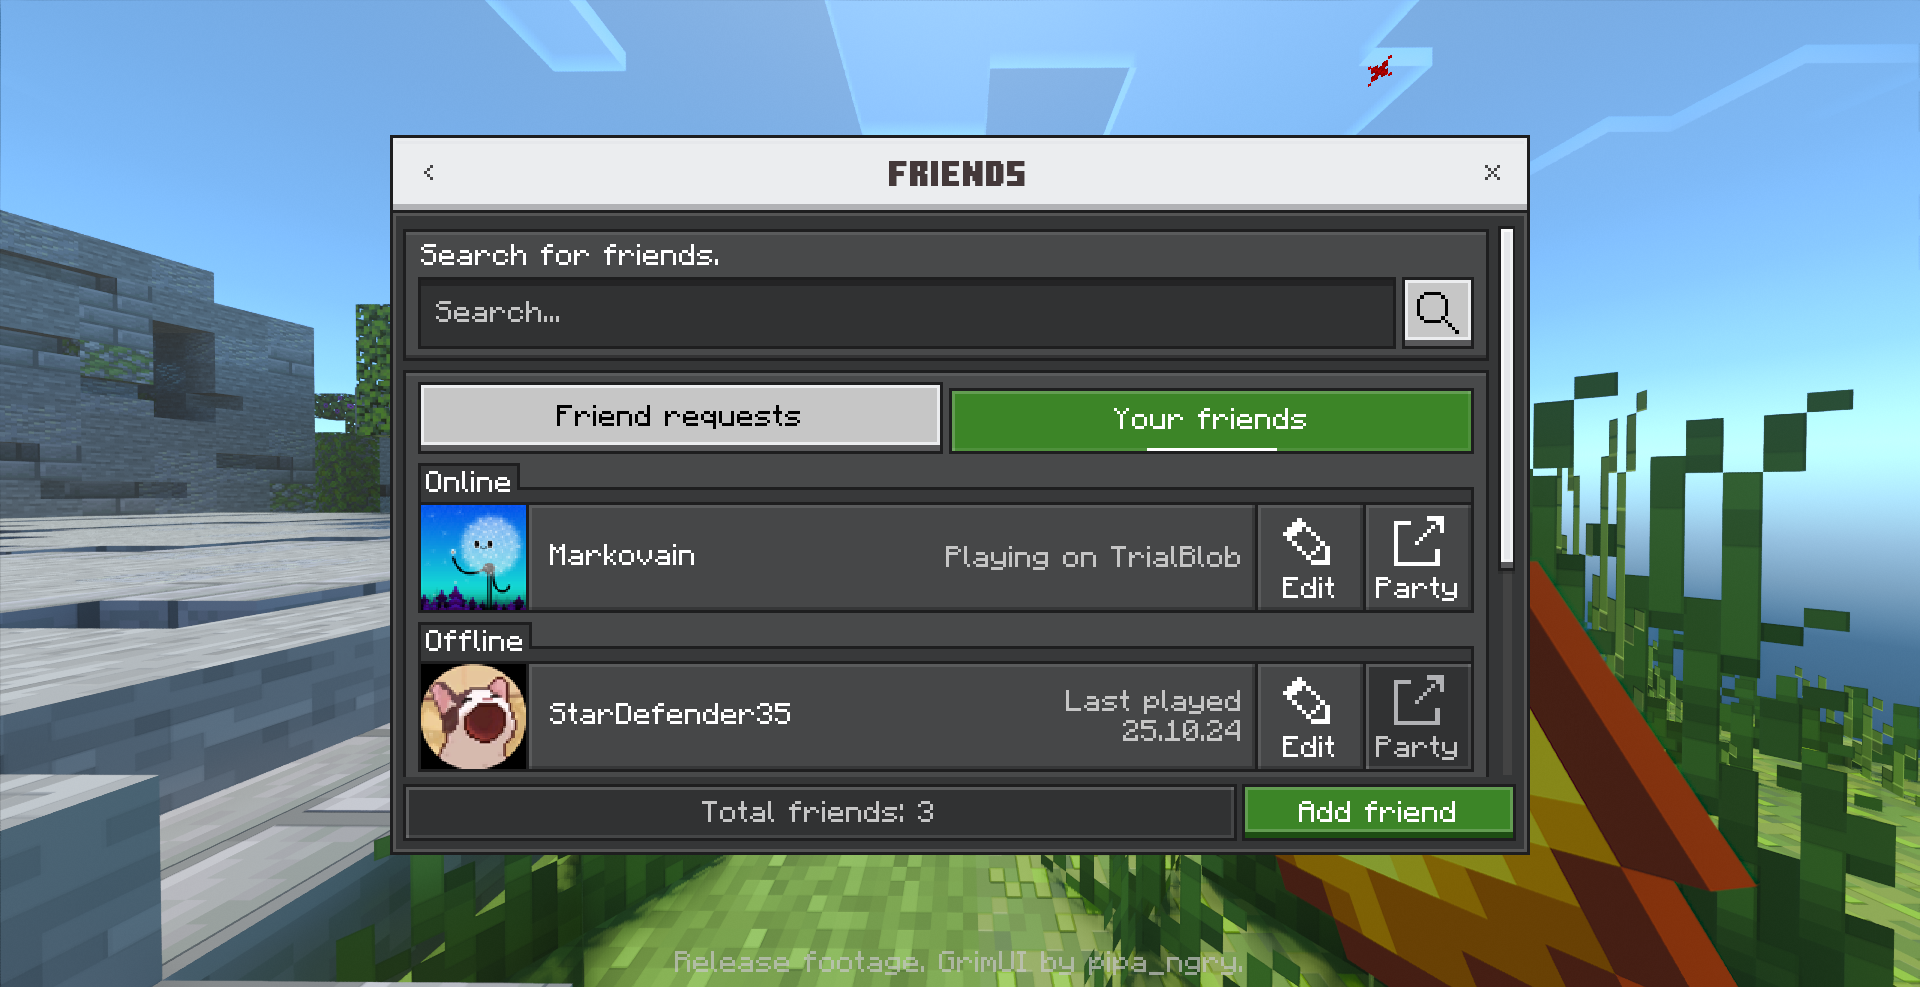 FRIENDS
Search for friends.
Search...
Friend requests
Your friends
Online
Markovain
Playing on TrialBlob
Edit
Party
Offline
StarDefender35
Last played
25.10.24
Edit
Party
Total friends: 3
Add friend
Release footage. GrimUI by pipa_ngry.